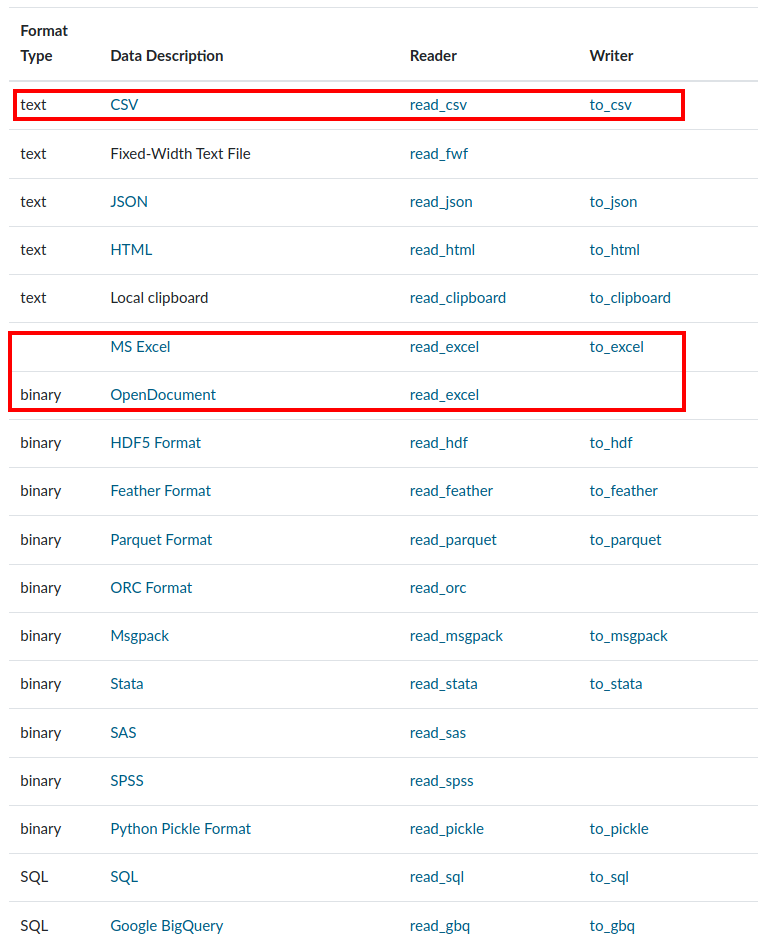 Format
Type Data Description Reader Writer
text CSV read_csv to_csv
text Fixed-Width Text File read_fwf
text JSON read_json to_json
text HTML read_html to_html
text Local clipboard read_clipboard to_clipboard
MS Excel read_excel to_excel
binary OpenDocument read_excel
binary HDF5 Format read_hdf to_hdf
binary Feather Format read_feather to_feather
binary Parquet Format read_parquet to_parquet
binary ORC Format read_orc
binary Msgpack read_msgpack to_msgpack
binary Stata read_stata to_stata
binary SAS read_sas
binary SPSS read_spss
binary Python Pickle Format read_pickle to_pickle
SQL SQL read_sql to_sql
SQL Google BigQuery read_gbq to_gbq